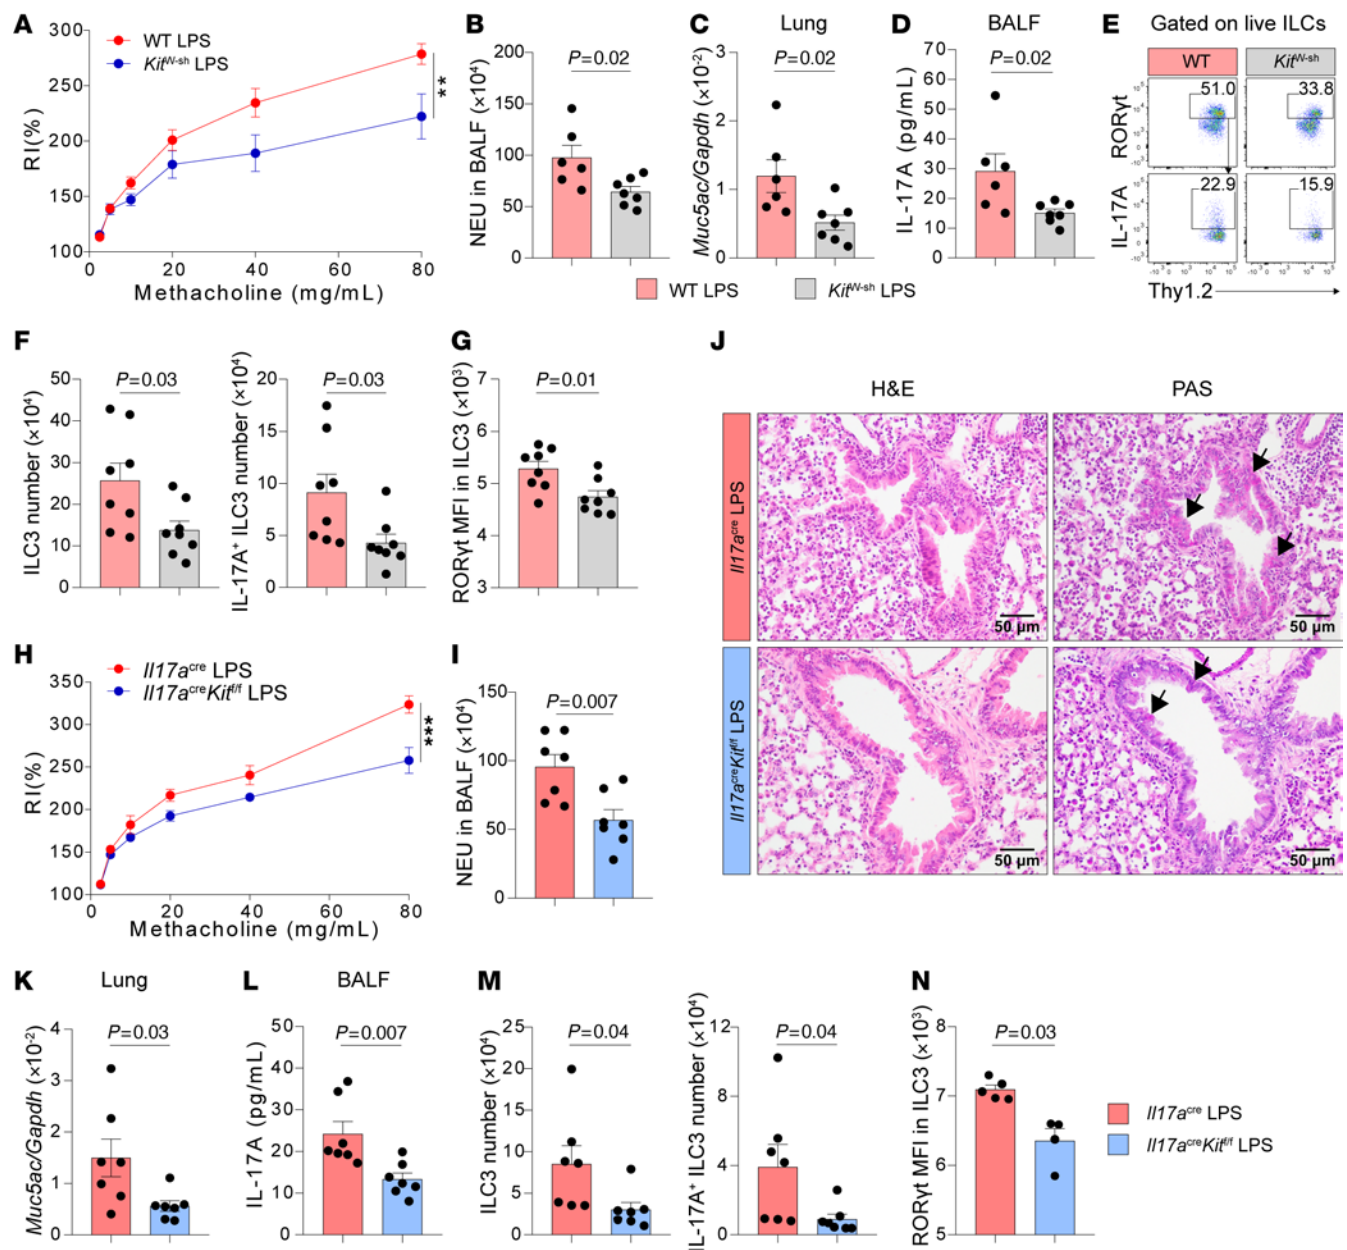 A
WT LPS
Kit^W-sh LPS
RI(%)
300
250
200
150
100
0
20
40
60
80
Methacholine (mg/mL)
**
B
NEU in BALF (×10⁴)
200
150
100
50
0
P=0.02
C
Lung
Muc5ac/Gapdh (×10⁻²)
3
2
1
0
P=0.02
D
BALF
IL-17A (pg/mL)
70
60
50
40
30
20
10
0
P=0.02
WT LPS
Kit^W-sh LPS
E
Gated on live ILCs
WT
Kit^W-sh
RORγt
51.0
33.8
IL-17A
22.9
15.9
Thy1.2
F
ILC3 number (×10⁴)
50
40
30
20
10
0
P=0.03
IL-17A⁺ ILC3 number (×10⁴)
20
15
10
5
0
P=0.03
G
RORγt MFI in ILC3 (×10³)
7
6
5
4
3
P=0.01
H
Il17a^cre LPS
Il17a^cre Kit^f/f LPS
RI(%)
350
300
250
200
150
100
0
20
40
60
80
Methacholine (mg/mL)
***
I
NEU in BALF (×10⁴)
150
100
50
0
P=0.007
J
H&E
PAS
Il17a^cre LPS
50 µm
50 µm
Il17a^cre Kit^f/f LPS
50 µm
50 µm
K
Lung
Muc5ac/Gapdh (×10⁻²)
4
3
2
1
0
P=0.03
L
BALF
IL-17A (pg/mL)
50
40
30
20
10
0
P=0.007
M
ILC3 number (×10⁴)
25
20
15
10
5
0
P=0.04
IL-17A⁺ ILC3 number (×10⁴)
12
8
4
0
P=0.04
N
RORγt MFI in ILC3 (×10³)
8
7
6
5
P=0.03
Il17a^cre LPS
Il17a^cre Kit^f/f LPS